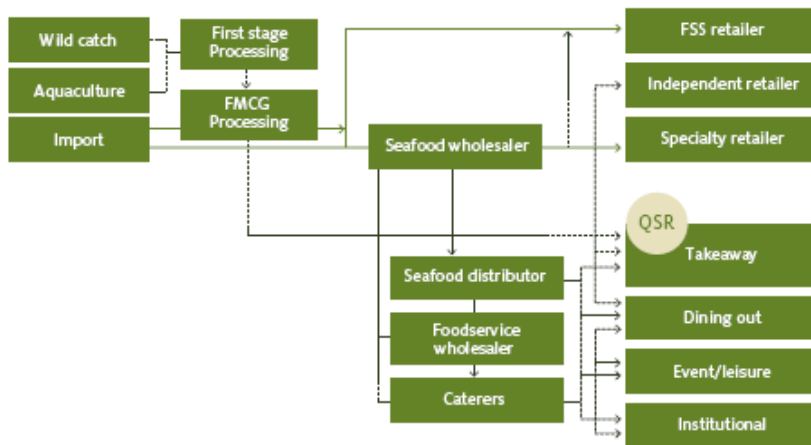 Wild catch
Aquaculture
Import
First stage
Processing
FMCG
Processing
Seafood wholesaler
Seafood distributor
Foodservice
wholesaler
Caterers
FSS retailer
Independent retailer
Specialty retailer
QSR
Takeaway
Dining out
Event/leisure
Institutional